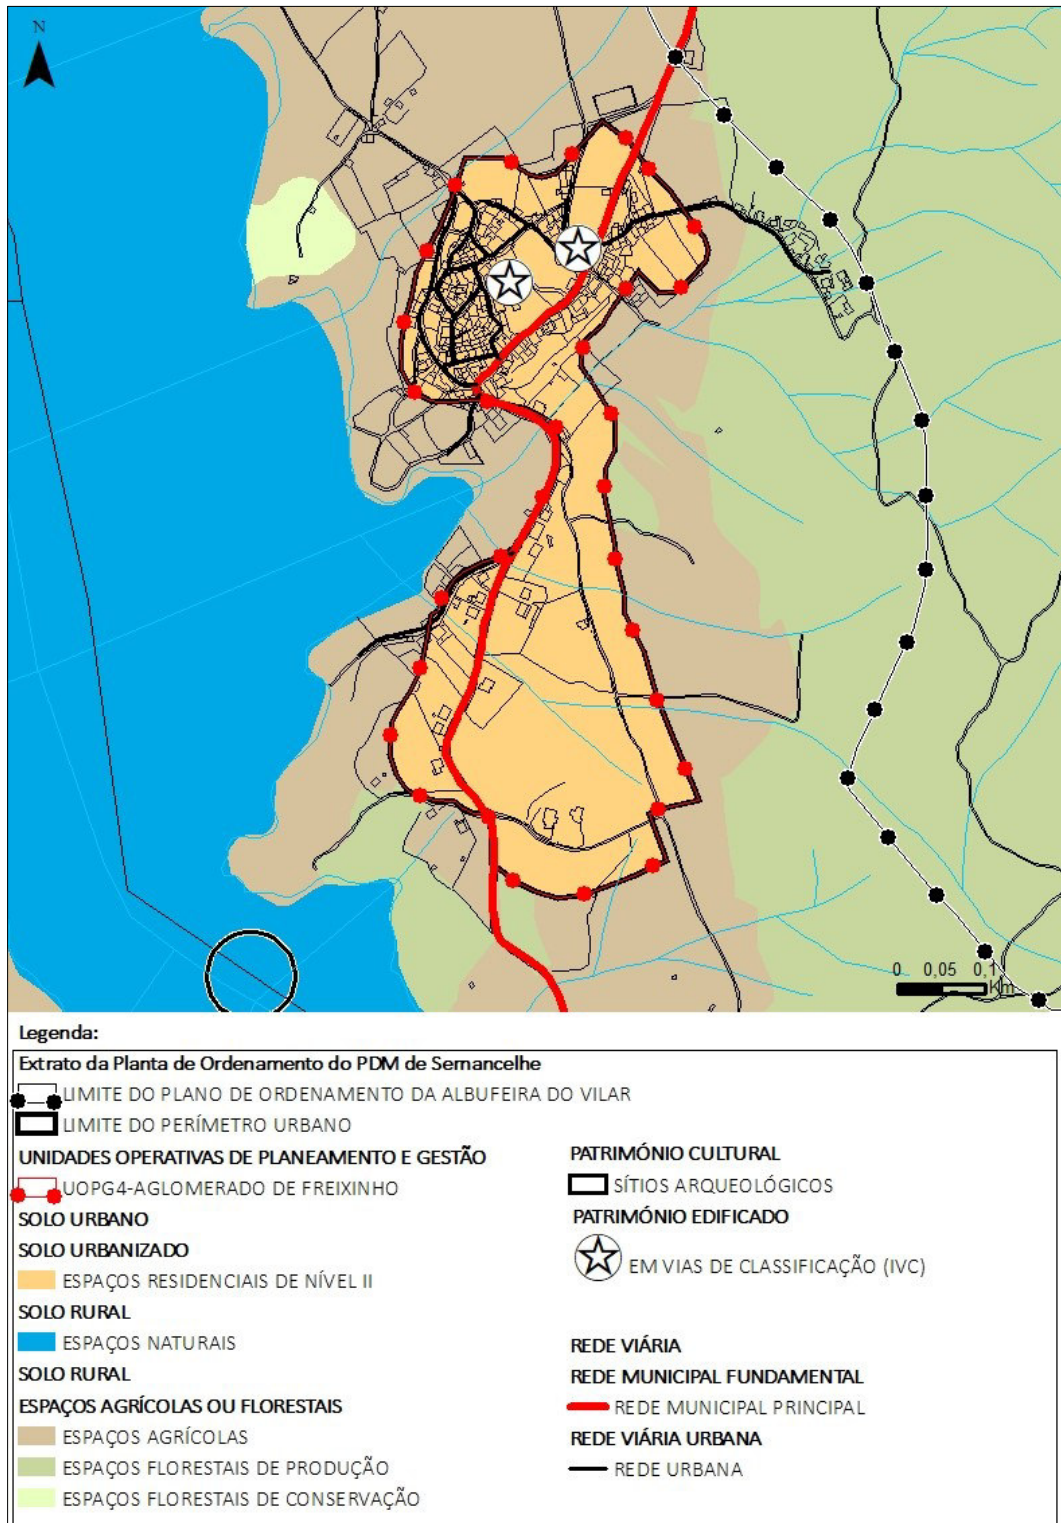 N
0 0,05 0,1
Km
Legenda:
Extrato da Planta de Ordenamento do PDM de Sernancelhe
LIMITE DO PLANO DE ORDENAMENTO DA ALBUFEIRA DO VILAR
LIMITE DO PERÍMETRO URBANO
UNIDADES OPERATIVAS DE PLANEAMENTO E GESTÃO
UOPG4-AGLOMERADO DE FREIXINHO
SOLO URBANO
SOLO URBANIZADO
ESPAÇOS RESIDENCIAIS DE NÍVEL II
SOLO RURAL
ESPAÇOS NATURAIS
SOLO RURAL
ESPAÇOS AGRÍCOLAS OU FLORESTAIS
ESPAÇOS AGRÍCOLAS
ESPAÇOS FLORESTAIS DE PRODUÇÃO
ESPAÇOS FLORESTAIS DE CONSERVAÇÃO
PATRIMÓNIO CULTURAL
SÍTIOS ARQUEOLÓGICOS
PATRIMÓNIO EDIFICADO
EM VIAS DE CLASSIFICAÇÃO (IVC)
REDE VIÁRIA
REDE MUNICIPAL FUNDAMENTAL
REDE MUNICIPAL PRINCIPAL
REDE VIÁRIA URBANA
REDE URBANA